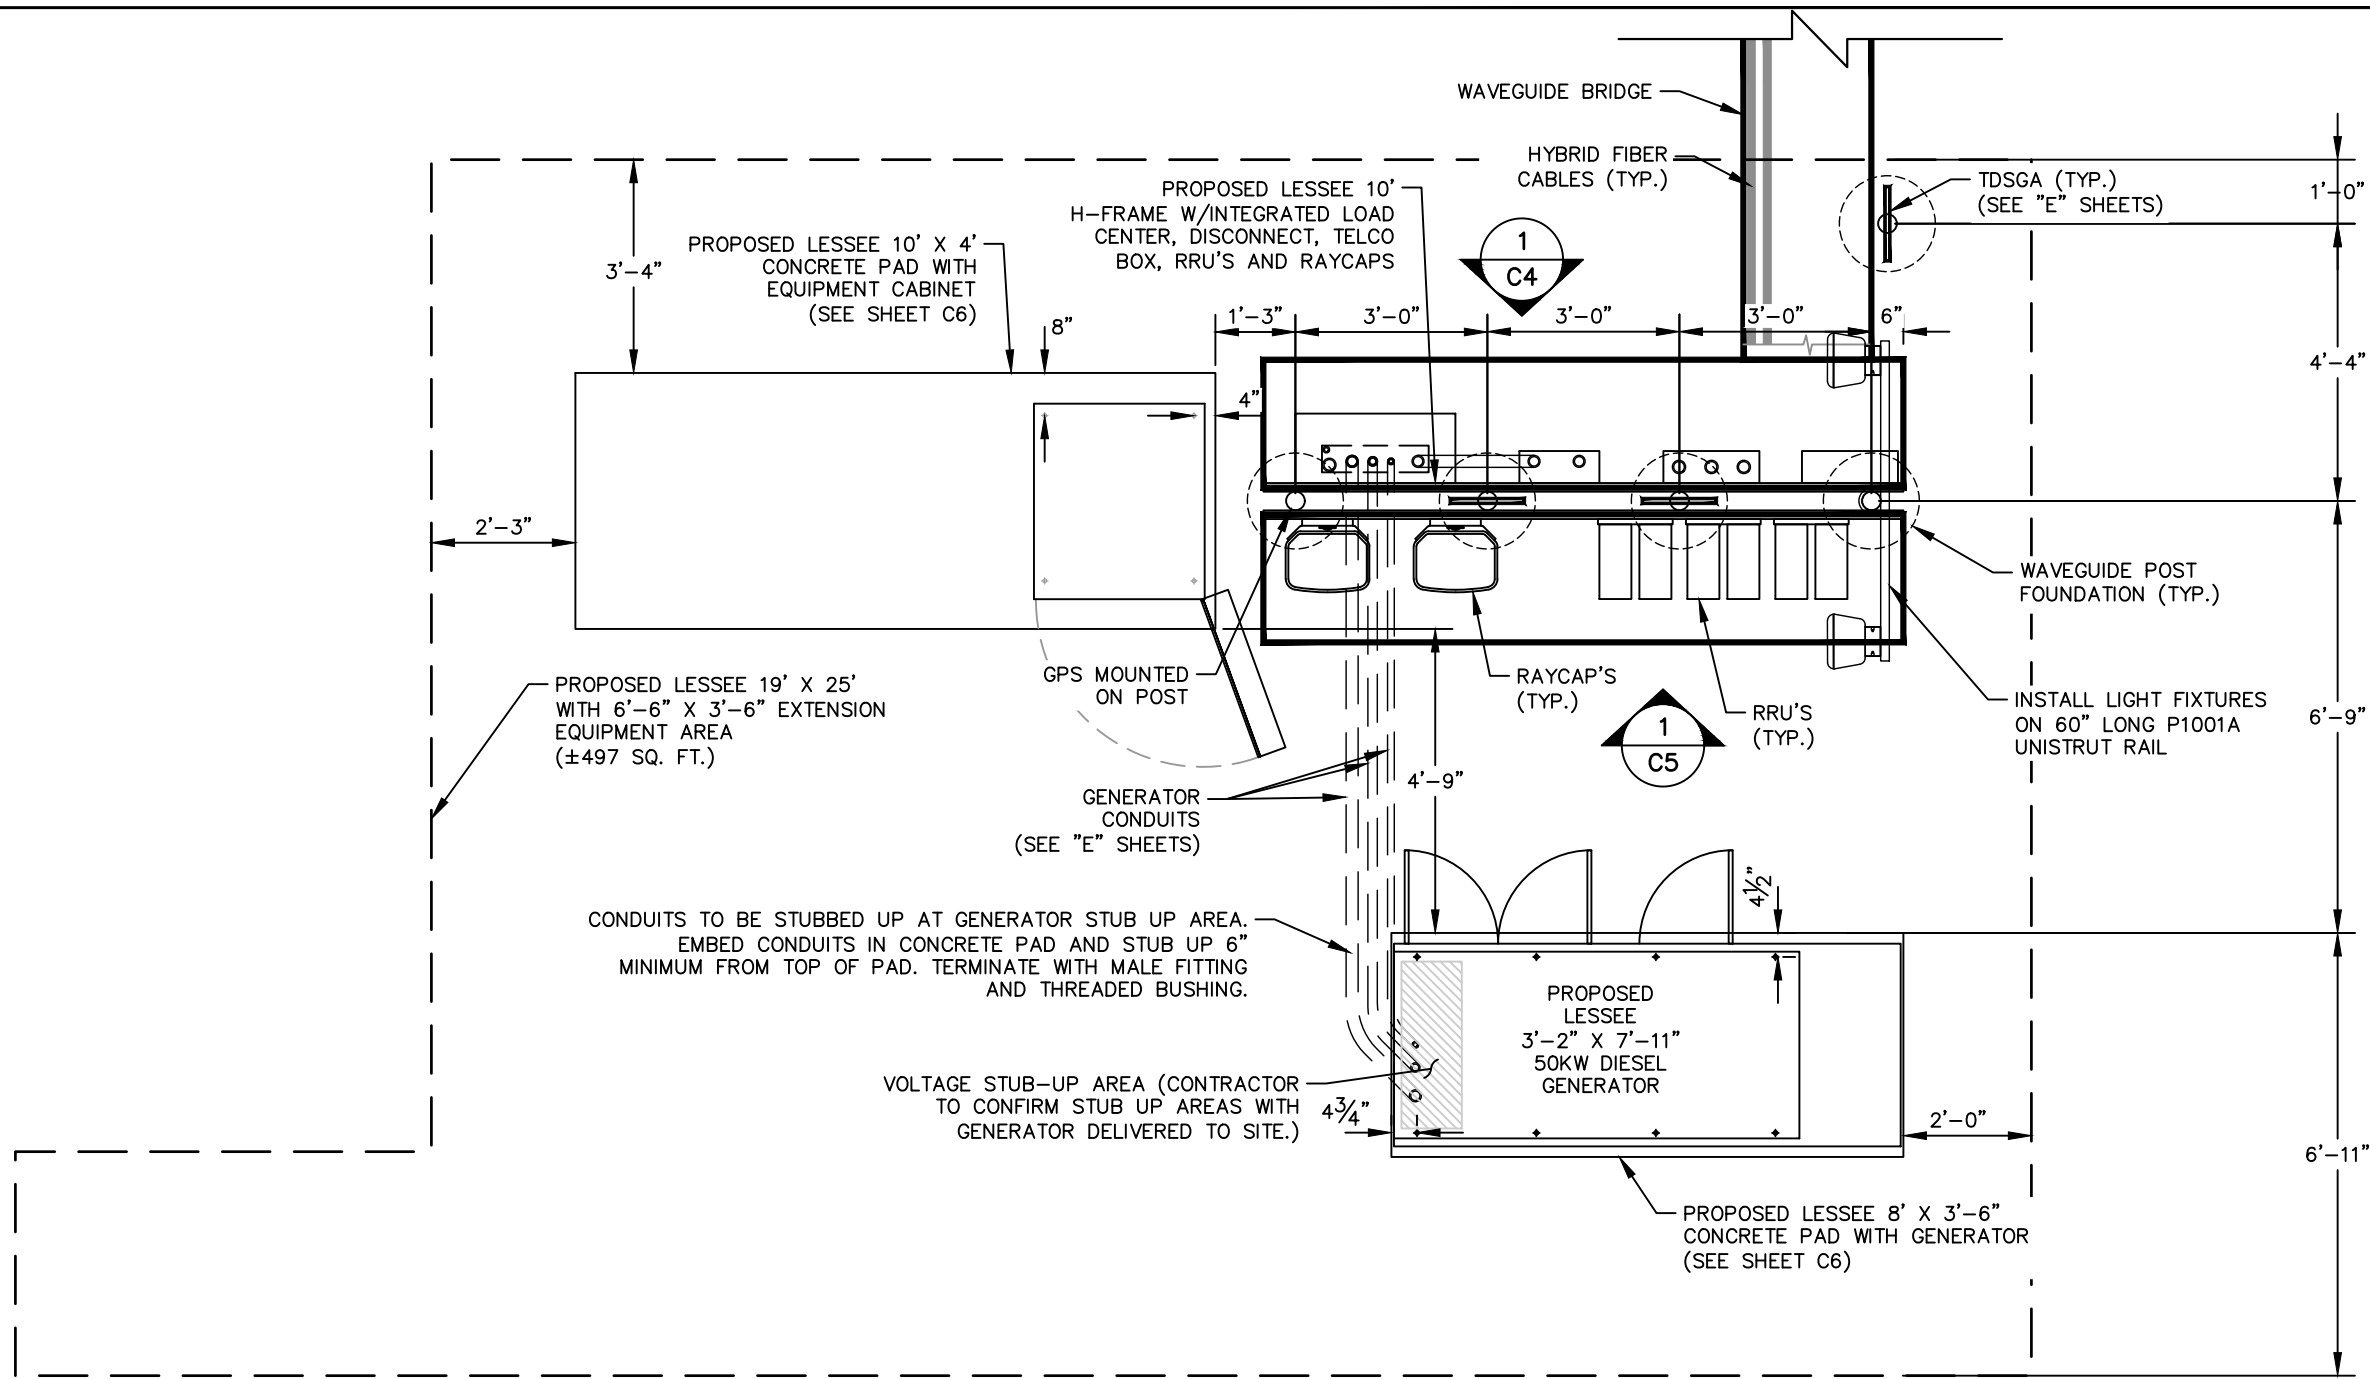 WAVEGUIDE BRIDGE
HYBRID FIBER
CABLES (TYP.)
TDSGA (TYP.)
(SEE "E" SHEETS)
1'-0"
PROPOSED LESSEE 10'
H-FRAME W/INTEGRATED LOAD
CENTER, DISCONNECT, TELCO
BOX, RRU'S AND RAYCAPS
1
C4
PROPOSED LESSEE 10' X 4'
CONCRETE PAD WITH
EQUIPMENT CABINET
(SEE SHEET C6)
3'-4"
8"
1'-3"
3'-0"
3'-0"
3'-0"
6"
4'-4"
4"
2'-3"
WAVEGUIDE POST
FOUNDATION (TYP.)
GPS MOUNTED
ON POST
RAYCAP'S
(TYP.)
RRU'S
(TYP.)
1
C5
INSTALL LIGHT FIXTURES
ON 60" LONG P1001A
UNISTRUT RAIL
6'-9"
PROPOSED LESSEE 19' X 25'
WITH 6'-6" X 3'-6" EXTENSION
EQUIPMENT AREA
(±497 SQ. FT.)
4'-9"
GENERATOR
CONDUITS
(SEE "E" SHEETS)
4½"
CONDUITS TO BE STUBBED UP AT GENERATOR STUB UP AREA.
EMBED CONDUITS IN CONCRETE PAD AND STUB UP 6"
MINIMUM FROM TOP OF PAD. TERMINATE WITH MALE FITTING
AND THREADED BUSHING.
PROPOSED
LESSEE
3'-2" X 7'-11"
50KW DIESEL
GENERATOR
VOLTAGE STUB-UP AREA (CONTRACTOR
TO CONFIRM STUB UP AREAS WITH
GENERATOR DELIVERED TO SITE.)
4¾"
2'-0"
6'-11"
PROPOSED LESSEE 8' X 3'-6"
CONCRETE PAD WITH GENERATOR
(SEE SHEET C6)